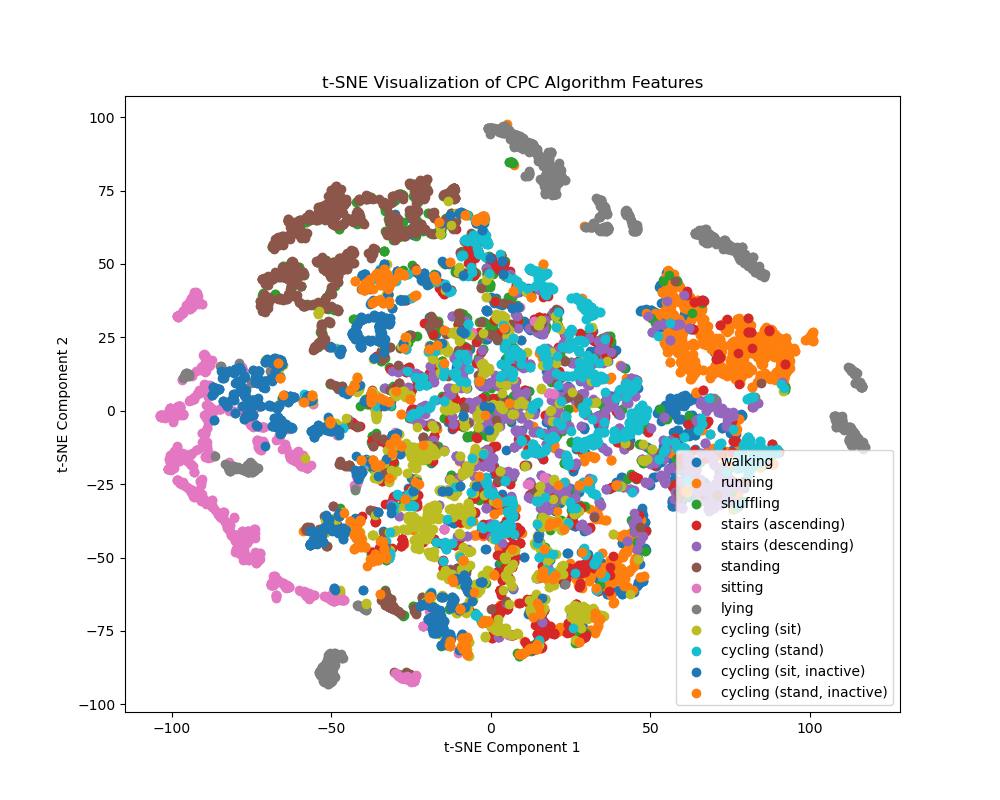 t-SNE Visualization of CPC Algorithm Features
t-SNE Component 2
100
75
50
25
0
−25
−50
−75
−100
walking
running
shuffling
stairs (ascending)
stairs (descending)
standing
sitting
lying
cycling (sit)
cycling (stand)
cycling (sit, inactive)
cycling (stand, inactive)
−100
−50
0
50
100
t-SNE Component 1